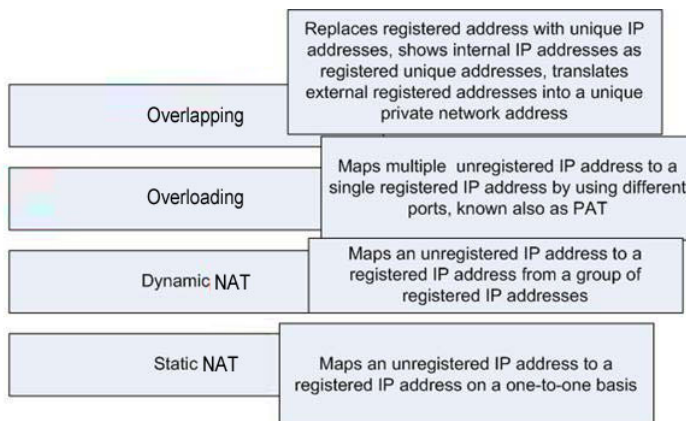 Overlapping
Replaces registered address with unique IP
addresses, shows internal IP addresses as
registered unique addresses, translates
external registered addresses into a unique
private network address
Overloading
Maps multiple unregistered IP address to a
single registered IP address by using different
ports, known also as PAT
Dynamic NAT
Maps an unregistered IP address to a
registered IP address from a group of
registered IP addresses
Static NAT
Maps an unregistered IP address to a
registered IP address on a one-to-one basis